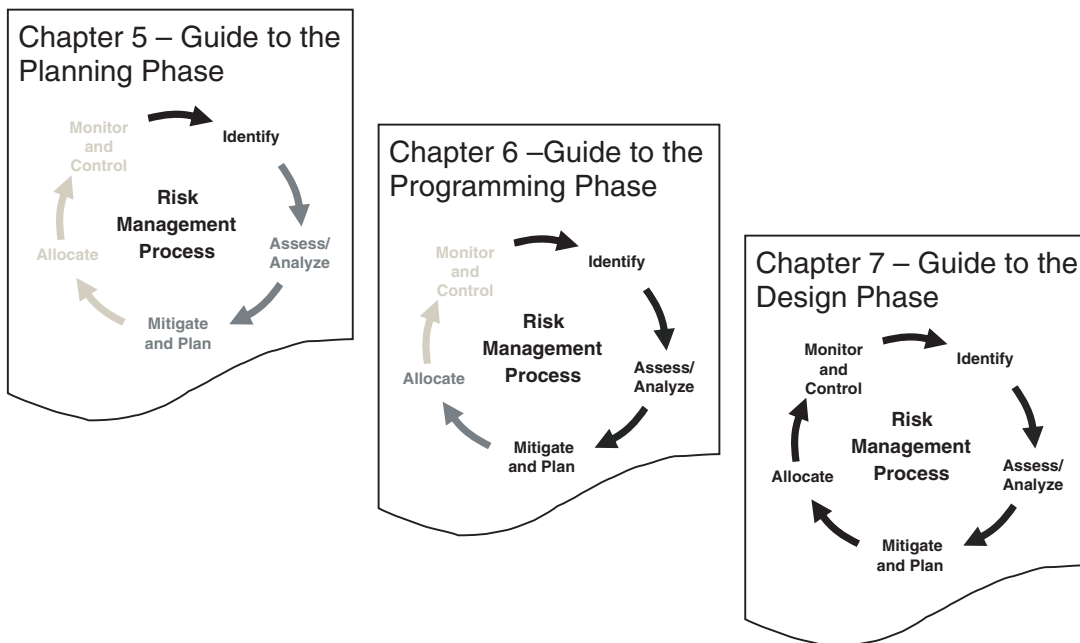 Chapter 5 – Guide to the
Planning Phase
Monitor
and
Control
Identify
Risk
Management
Process
Allocate
Assess/
Analyze
Mitigate
and Plan
Chapter 6 –Guide to the
Programming Phase
Monitor
and
Control
Identify
Risk
Management
Process
Allocate
Assess/
Analyze
Mitigate
and Plan
Chapter 7 – Guide to the
Design Phase
Monitor
and
Control
Identify
Risk
Management
Process
Allocate
Assess/
Analyze
Mitigate
and Plan